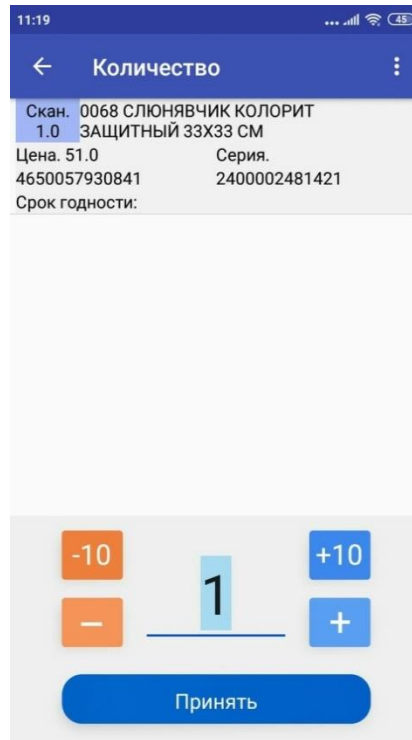 11:19
... 45
Количество
Скан. 0068 СЛЮНЯВЧИК КОЛОРИТ
1.0 ЗАЩИТНЫЙ 33Х33 СМ
Цена. 51.0 Серия.
4650057930841 2400002481421
Срок годности:
-10 +10
− 1 +
Принять